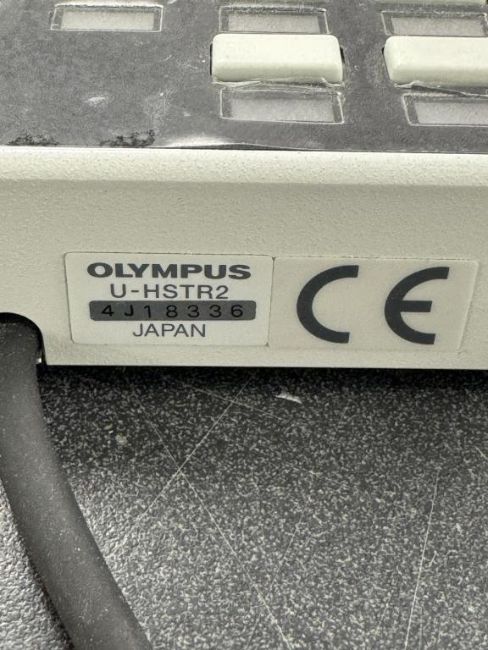 OLYMPUS
U-HSTR2
4J18336
JAPAN
CE